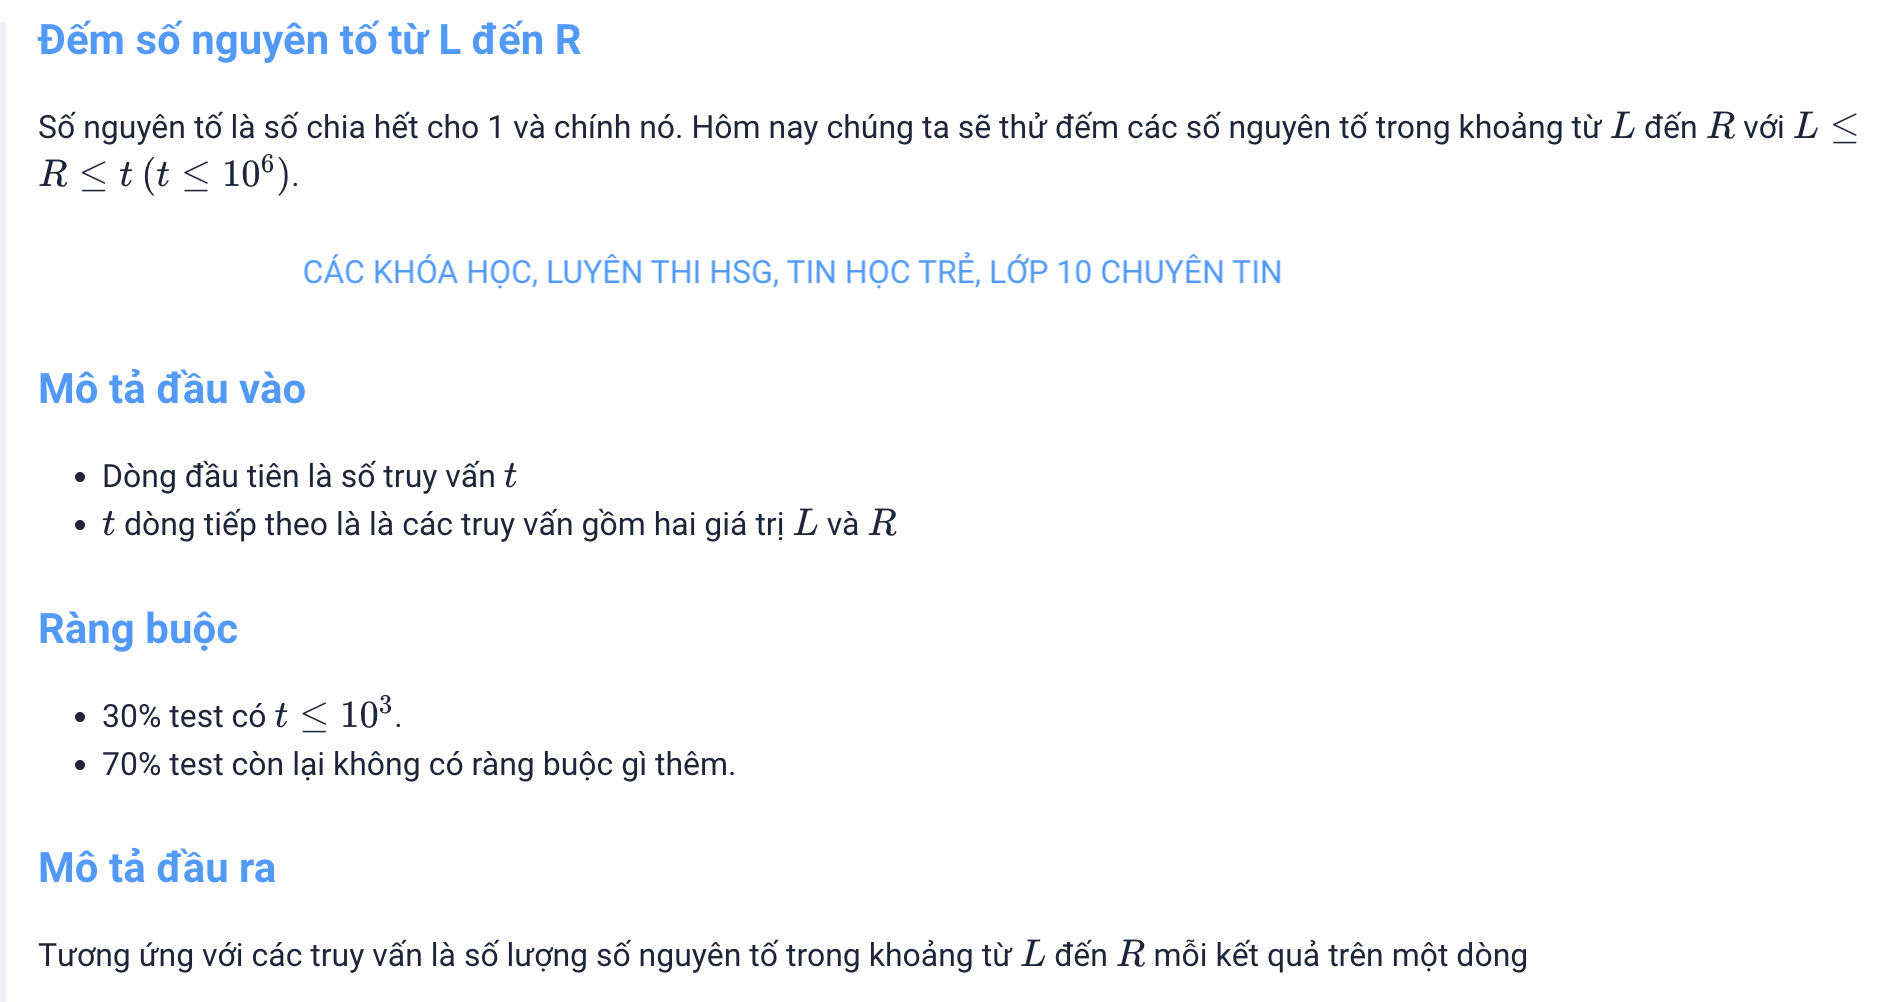 Đếm số nguyên tố từ L đến R
Số nguyên tố là số chia hết cho 1 và chính nó. Hôm nay chúng ta sẽ thử đếm các số nguyên tố trong khoảng từ L đến R với L ≤
R ≤ t (t ≤ 10⁶).
CÁC KHÓA HỌC, LUYÊN THI HSG, TIN HỌC TRẺ, LỚP 10 CHUYÊN TIN
Mô tả đầu vào
• Dòng đầu tiên là số truy vấn t
• t dòng tiếp theo là là các truy vấn gồm hai giá trị L và R
Ràng buộc
• 30% test có t ≤ 10³.
• 70% test còn lại không có ràng buộc gì thêm.
Mô tả đầu ra
Tương ứng với các truy vấn là số lượng số nguyên tố trong khoảng từ L đến R mỗi kết quả trên một dòng